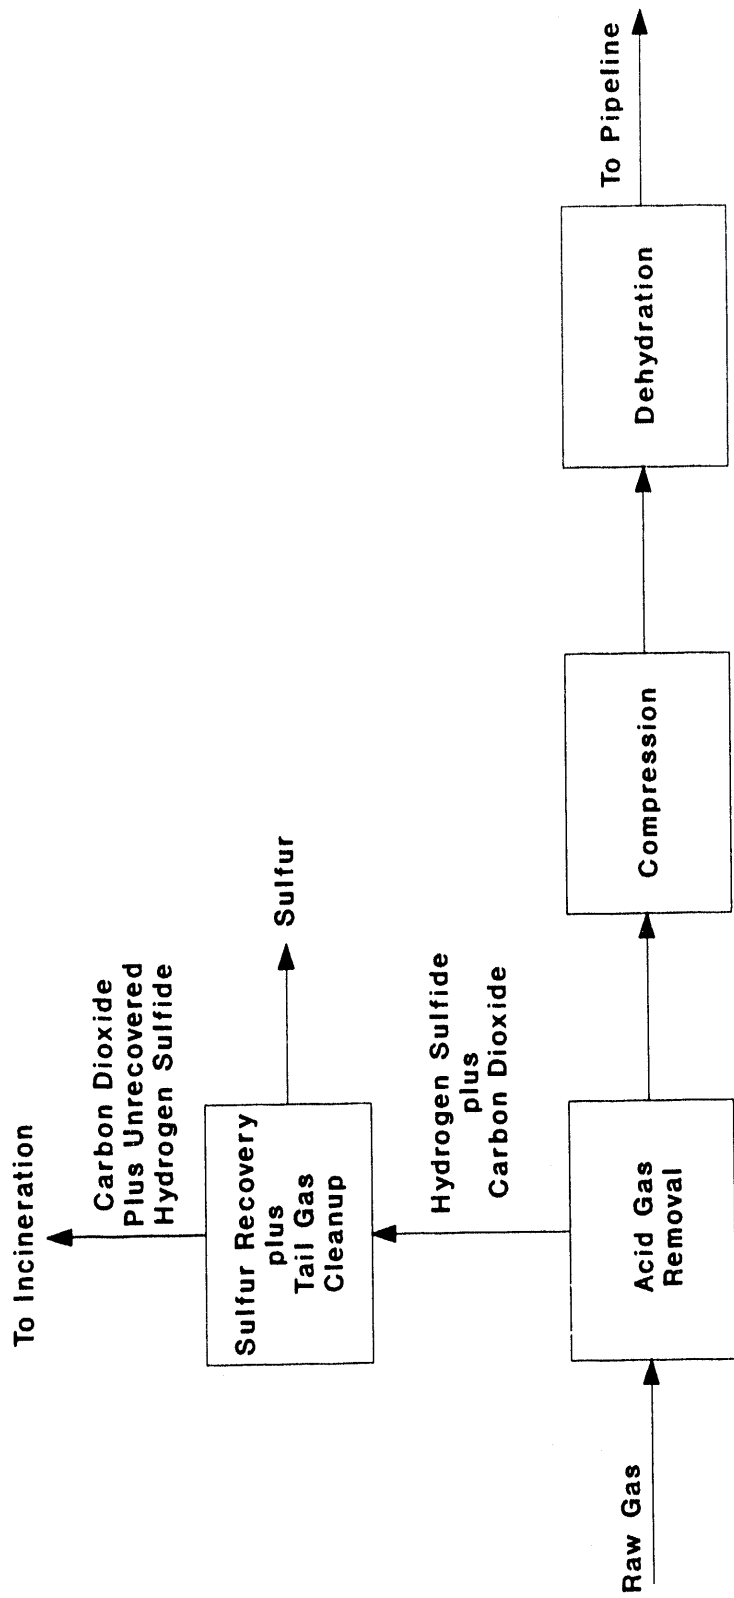 To Incineration
Carbon Dioxide
Plus Unrecovered
Hydrogen Sulfide
Sulfur Recovery
plus
Tail Gas
Cleanup
Sulfur
Hydrogen Sulfide
plus
Carbon Dioxide
Raw Gas
Acid Gas
Removal
Compression
Dehydration
To Pipeline